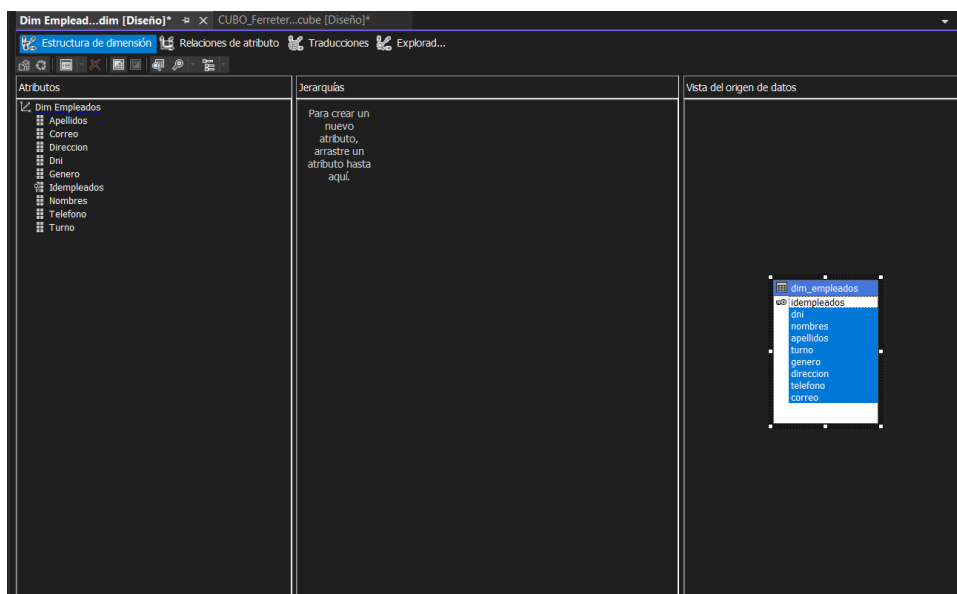 Dim Emplead...dim [Diseño]* CUBO_Ferreter...cube [Diseño]*
Estructura de dimensión Relaciones de atributo Traducciones Explorad...
Atributos
Dim Empleados
Apellidos
Correo
Direccion
Dni
Genero
Idempleados
Nombres
Telefono
Turno
Jerarquías
Para crear un
nuevo
atributo,
arrastre un
atributo hasta
aquí.
Vista del origen de datos
dim_empleados
idempleados
dni
nombres
apellidos
turno
genero
direccion
telefono
correo